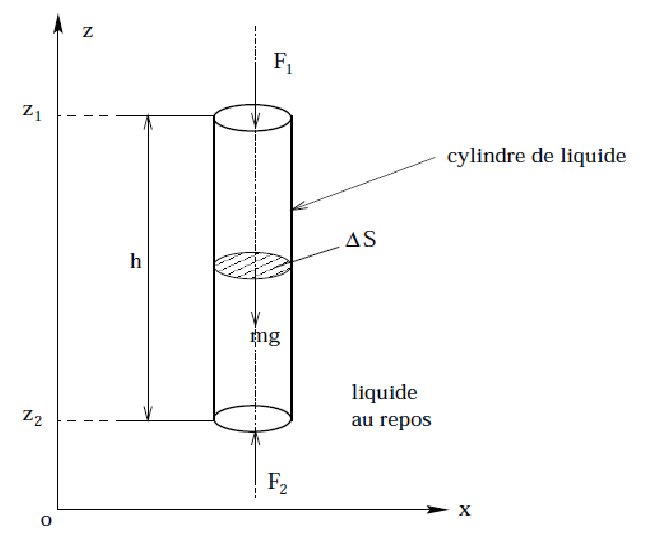 z
F₁
z₁
cylindre de liquide
ΔS
h
mg
liquide
au repos
z₂
F₂
x
o